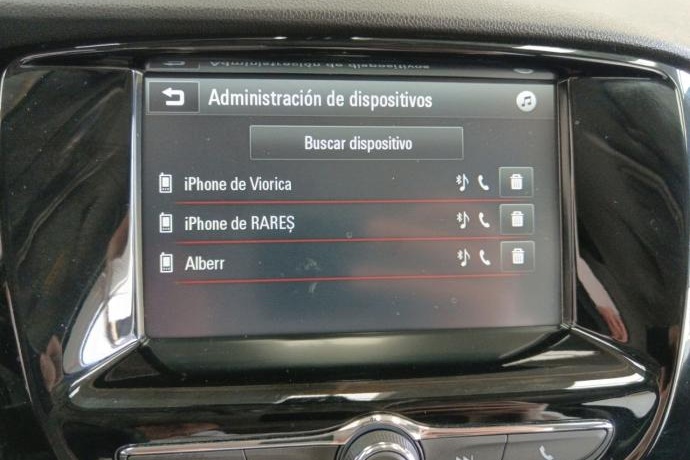 Administración de dispositivos
Buscar dispositivo
iPhone de Viorica
iPhone de RAREȘ
Alberr